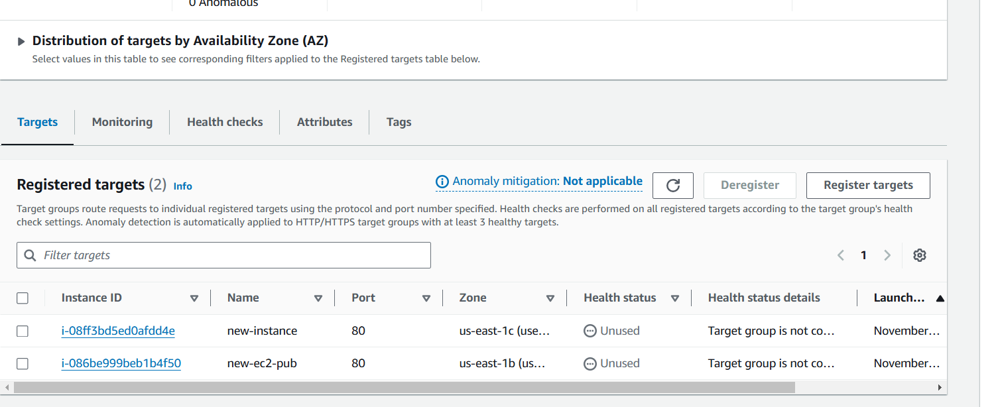 0 Anomalous
Distribution of targets by Availability Zone (AZ)
Select values in this table to see corresponding filters applied to the Registered targets table below.
Targets
Monitoring
Health checks
Attributes
Tags
Registered targets (2) Info
Anomaly mitigation: Not applicable
Deregister
Register targets
Target groups route requests to individual registered targets using the protocol and port number specified. Health checks are performed on all registered targets according to the target group's health
check settings. Anomaly detection is automatically applied to HTTP/HTTPS target groups with at least 3 healthy targets.
Filter targets
1
Instance ID Name Port Zone Health status Health status details Launch...
i-08ff3bd5ed0afdd4e new-instance 80 us-east-1c (use... Unused Target group is not co... November...
i-086be999beb1b4f50 new-ec2-pub 80 us-east-1b (us... Unused Target group is not co... November...